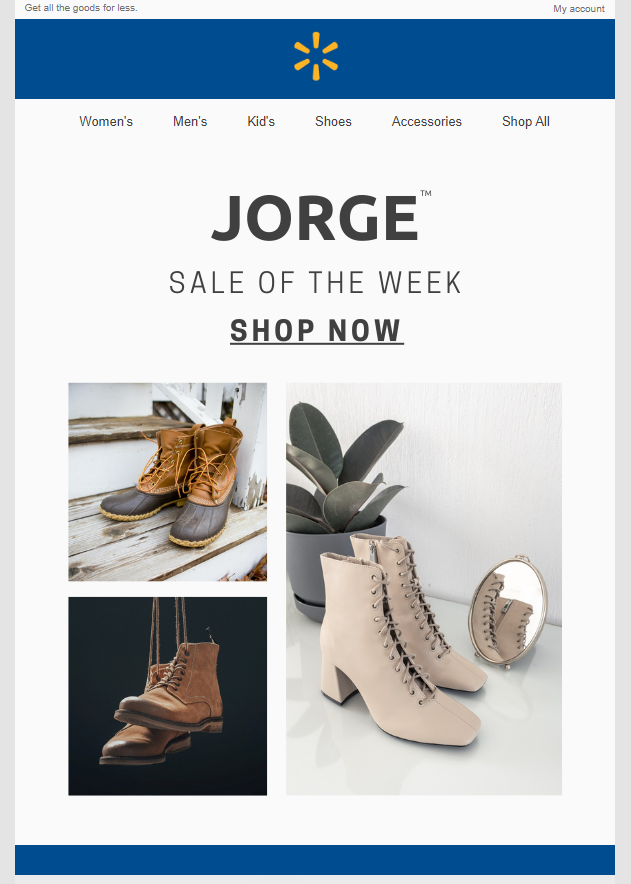 Get all the goods for less.
My account
Women's Men's Kid's Shoes Accessories Shop All
JORGE™
SALE OF THE WEEK
SHOP NOW